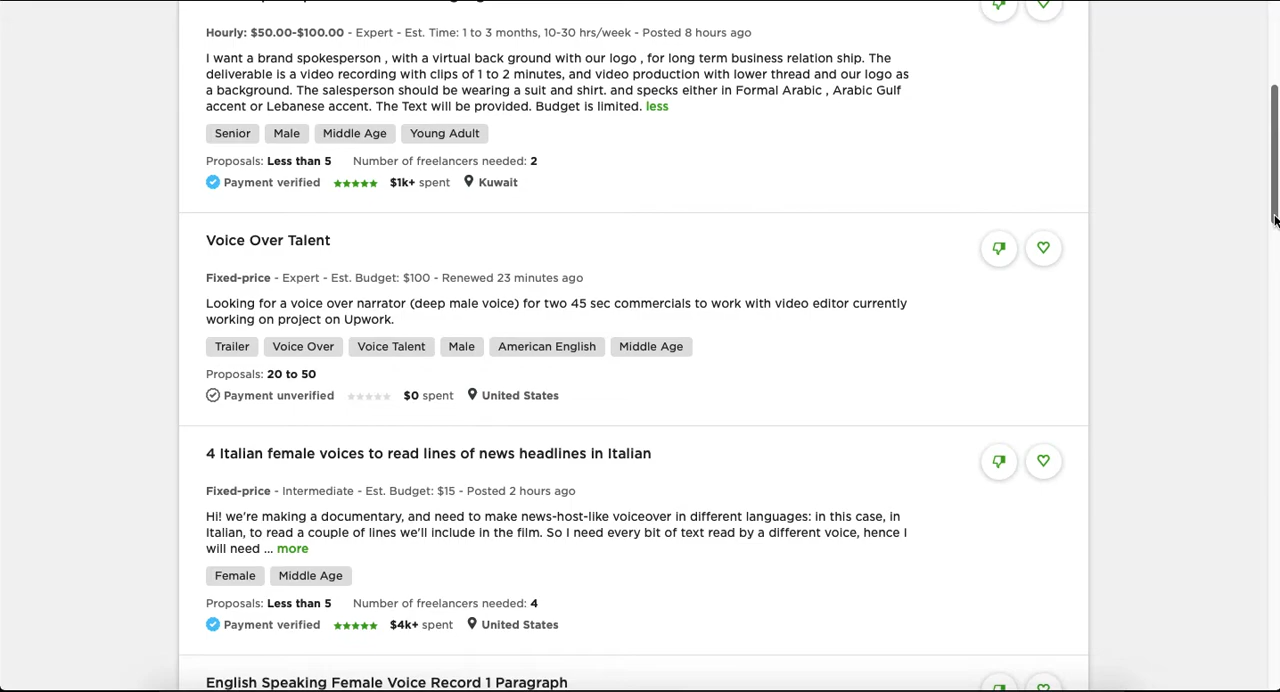 Hourly: $50.00-$100.00 - Expert - Est. Time: 1 to 3 months, 10-30 hrs/week - Posted 8 hours ago
I want a brand spokesperson , with a virtual back ground with our logo , for long term business relation ship. The
deliverable is a video recording with clips of 1 to 2 minutes, and video production with lower thread and our logo as
a background. The salesperson should be wearing a suit and shirt. and specks either in Formal Arabic , Arabic Gulf
accent or Lebanese accent. The Text will be provided. Budget is limited. less
Senior Male Middle Age Young Adult
Proposals: Less than 5 Number of freelancers needed: 2
Payment verified $1k+ spent Kuwait
Voice Over Talent
Fixed-price - Expert - Est. Budget: $100 - Renewed 23 minutes ago
Looking for a voice over narrator (deep male voice) for two 45 sec commercials to work with video editor currently
working on project on Upwork.
Trailer Voice Over Voice Talent Male American English Middle Age
Proposals: 20 to 50
Payment unverified $0 spent United States
4 Italian female voices to read lines of news headlines in Italian
Fixed-price - Intermediate - Est. Budget: $15 - Posted 2 hours ago
Hi! we're making a documentary, and need to make news-host-like voiceover in different languages: in this case, in
Italian, to read a couple of lines we'll include in the film. So I need every bit of text read by a different voice, hence I
will need ... more
Female Middle Age
Proposals: Less than 5 Number of freelancers needed: 4
Payment verified $4k+ spent United States
English Speaking Female Voice Record 1 Paragraph